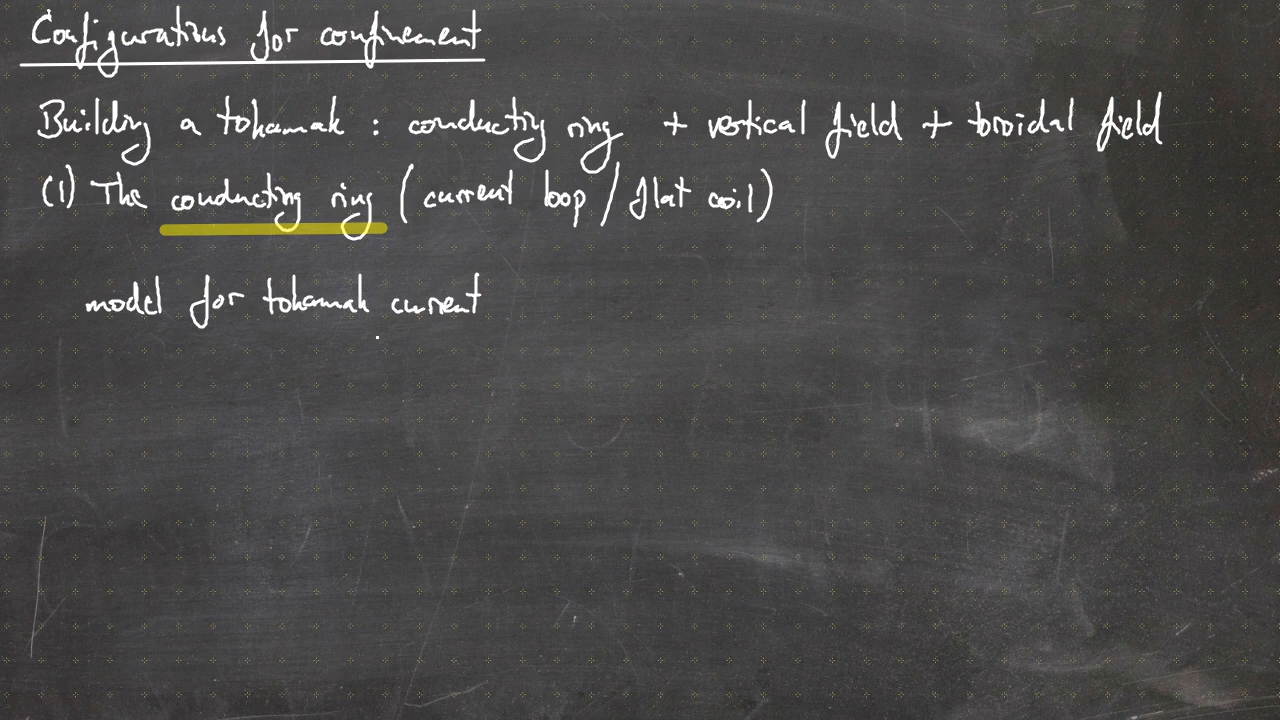 Configurations for confinement
Building a tokamak : conducting ring + vertical field + toroidal field
(1) The conducting ring (current loop / flat coil)
model for tokamak current